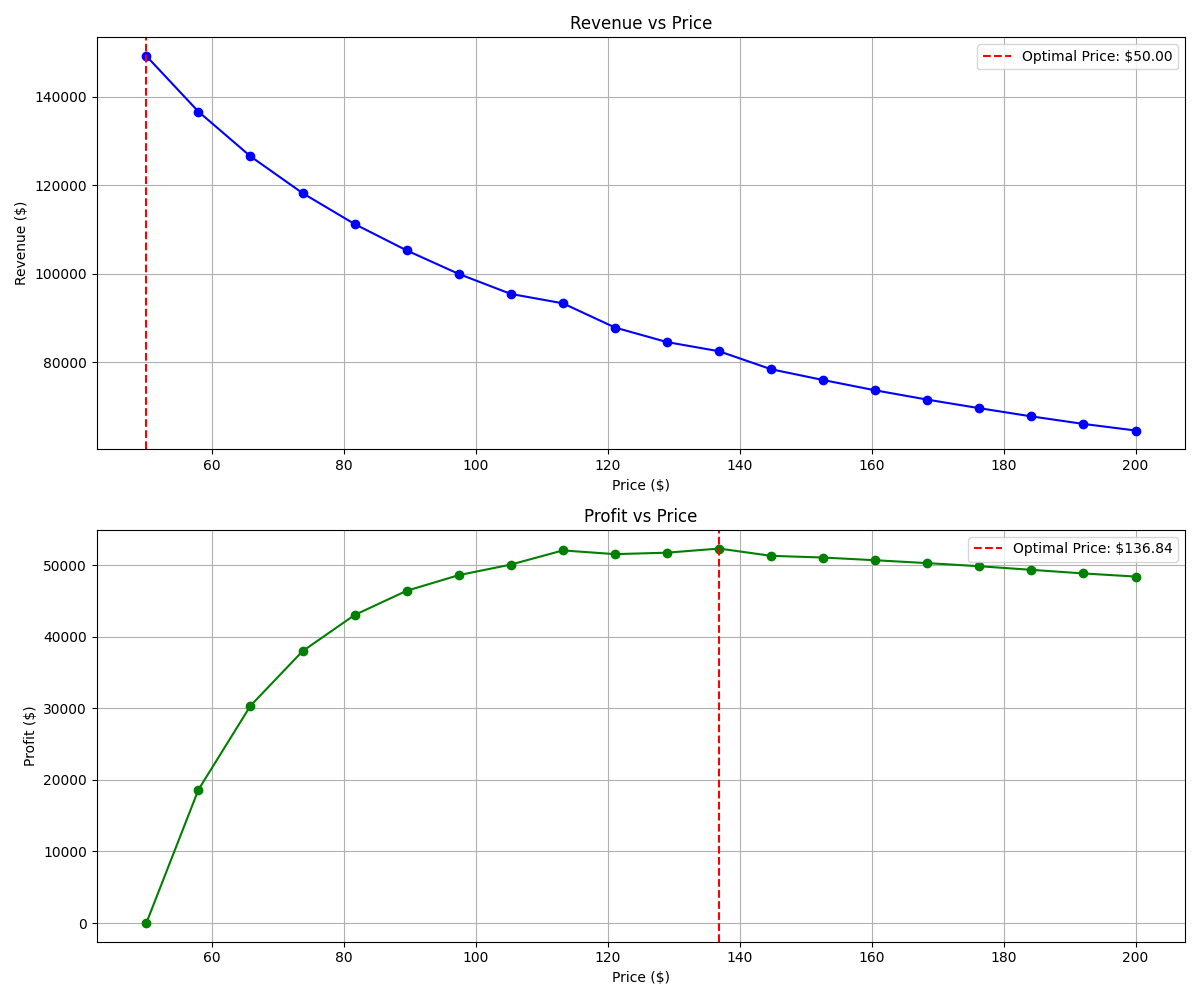 Revenue vs Price
Optimal Price: $50.00
Revenue ($)
140000
120000
100000
80000
60 80 100 120 140 160 180 200
Price ($)
Profit vs Price
Optimal Price: $136.84
Profit ($)
50000
40000
30000
20000
10000
0
60 80 100 120 140 160 180 200
Price ($)